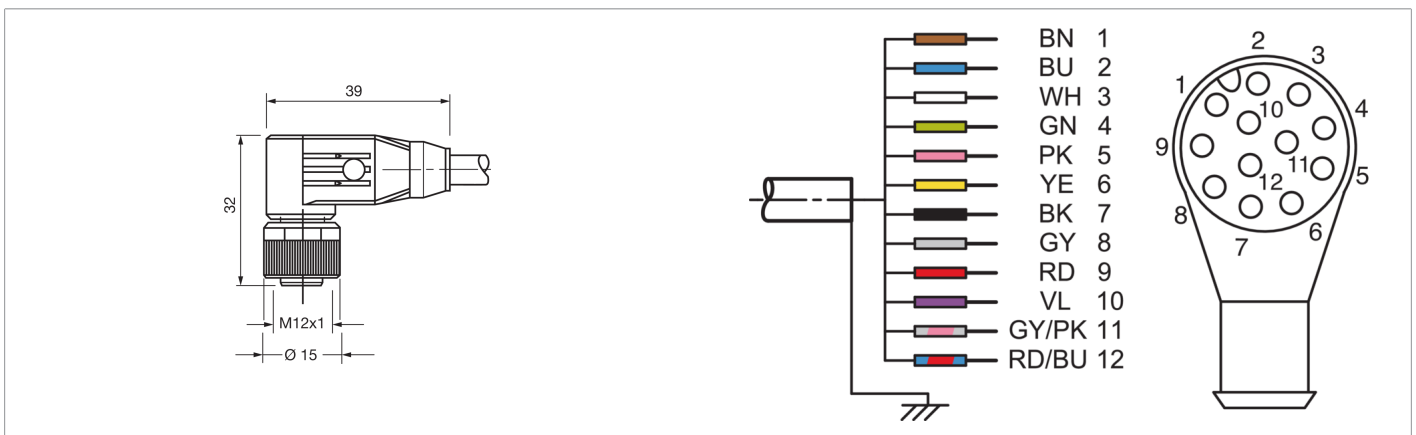 39
32
M12x1
Ø 15
BN 1
BU 2
WH 3
GN 4
PK 5
YE 6
BK 7
GY 8
RD 9
VL 10
GY/PK 11
RD/BU 12
2
3
1
10
4
9
11
5
12
8
6
7